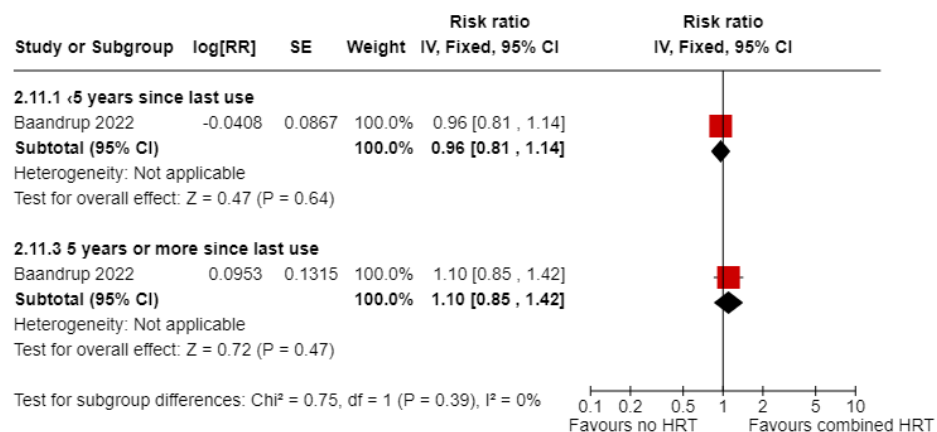 Risk ratio Risk ratio
Study or Subgroup log[RR] SE Weight IV, Fixed, 95% CI IV, Fixed, 95% CI
2.11.1 <5 years since last use
Baandrup 2022 -0.0408 0.0867 100.0% 0.96 [0.81 , 1.14]
Subtotal (95% CI) 100.0% 0.96 [0.81 , 1.14]
Heterogeneity: Not applicable
Test for overall effect: Z = 0.47 (P = 0.64)
2.11.3 5 years or more since last use
Baandrup 2022 0.0953 0.1315 100.0% 1.10 [0.85 , 1.42]
Subtotal (95% CI) 100.0% 1.10 [0.85 , 1.42]
Heterogeneity: Not applicable
Test for overall effect: Z = 0.72 (P = 0.47)
Test for subgroup differences: Chi² = 0.75, df = 1 (P = 0.39), I² = 0%
0.1 0.2 0.5 1 2 5 10
Favours no HRT Favours combined HRT